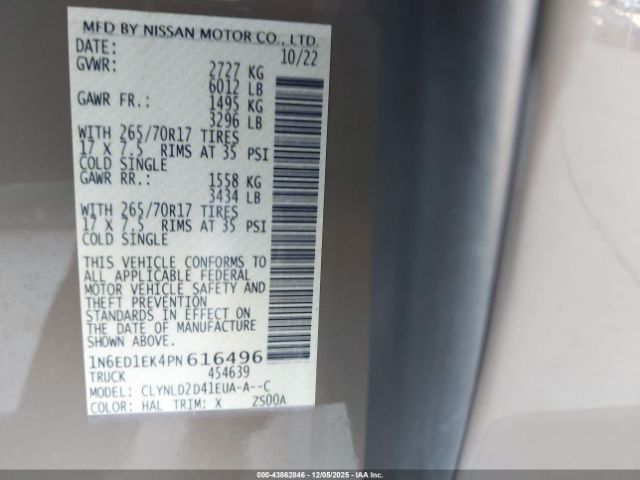 MFD BY NISSAN MOTOR CO., LTD.
DATE: 10/22
GVWR: 2727 KG
6012 LB
GAWR FR.: 1495 KG
3296 LB
WITH 265/70R17 TIRES
17 X 7.5 RIMS AT 35 PSI
COLD SINGLE
GAWR RR.: 1558 KG
3434 LB
WITH 265/70R17 TIRES
17 X 7.5 RIMS AT 35 PSI
COLD SINGLE
THIS VEHICLE CONFORMS TO
ALL APPLICABLE FEDERAL
MOTOR VEHICLE SAFETY AND
THEFT PREVENTION
STANDARDS IN EFFECT ON
THE DATE OF MANUFACTURE
SHOWN ABOVE.
1N6ED1EK4PN616496
TRUCK 454639
MODEL: CLYNLD2D41EUA-A--C
COLOR: HAL TRIM: X ZS00A
000-43862846 - 12/05/2025 - IAAC.